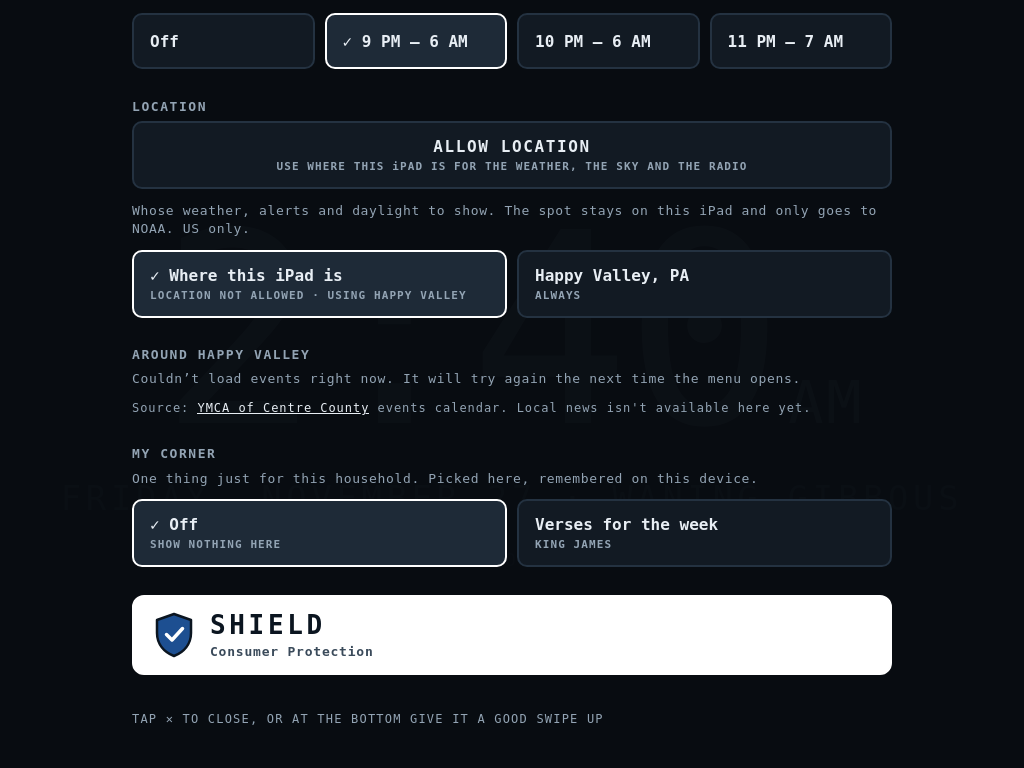 Off
✓ 9 PM – 6 AM
10 PM – 6 AM
11 PM – 7 AM
LOCATION
ALLOW LOCATION
USE WHERE THIS iPAD IS FOR THE WEATHER, THE SKY AND THE RADIO
Whose weather, alerts and daylight to show. The spot stays on this iPad and only goes to
NOAA. US only.
✓ Where this iPad is
LOCATION NOT ALLOWED · USING HAPPY VALLEY
Happy Valley, PA
ALWAYS
2:40 AM
AROUND HAPPY VALLEY
Couldn’t load events right now. It will try again the next time the menu opens.
Source: YMCA of Centre County events calendar. Local news isn't available here yet.
MY CORNER
One thing just for this household. Picked here, remembered on this device.
✓ Off
SHOW NOTHING HERE
Verses for the week
KING JAMES
SHIELD
Consumer Protection
TAP × TO CLOSE, OR AT THE BOTTOM GIVE IT A GOOD SWIPE UP